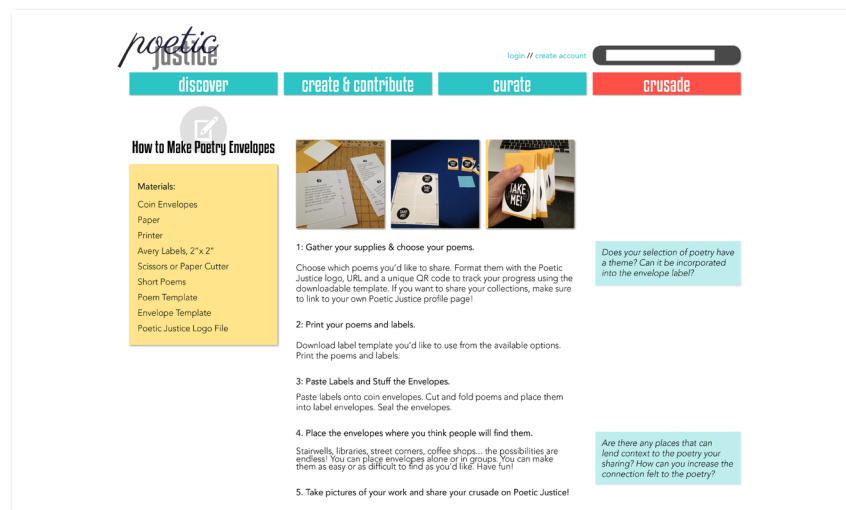 poetic
justice
login // create account
discover
create & contribute
curate
crusade
How to Make Poetry Envelopes
Materials:
Coin Envelopes
Paper
Printer
Avery Labels, 2"x 2"
Scissors or Paper Cutter
Short Poems
Poem Template
Envelope Template
Poetic Justice Logo File
TAKE
ME!
1: Gather your supplies & choose your poems.
Choose which poems you'd like to share. Format them with the Poetic
Justice logo, URL and a unique QR code to track your progress using the
downloadable template. If you want to share your collections, make sure
to link to your own Poetic Justice profile page!
Does your selection of poetry have
a theme? Can it be incorporated
into the envelope label?
2: Print your poems and labels.
Download label template you'd like to use from the available options.
Print the poems and labels.
3: Paste Labels and Stuff the Envelopes.
Paste labels onto coin envelopes. Cut and fold poems and place them
into label envelopes. Seal the envelopes.
4. Place the envelopes where you think people will find them.
Stairwells, libraries, street corners, coffee shops... the possibilities are
endless! You can place envelopes alone or in groups. You can make
them as easy or as difficult to find as you'd like. Have fun!
Are there any places that can
lend context to the poetry your
sharing? How can you increase the
connection felt to the poetry?
5. Take pictures of your work and share your crusade on Poetic Justice!